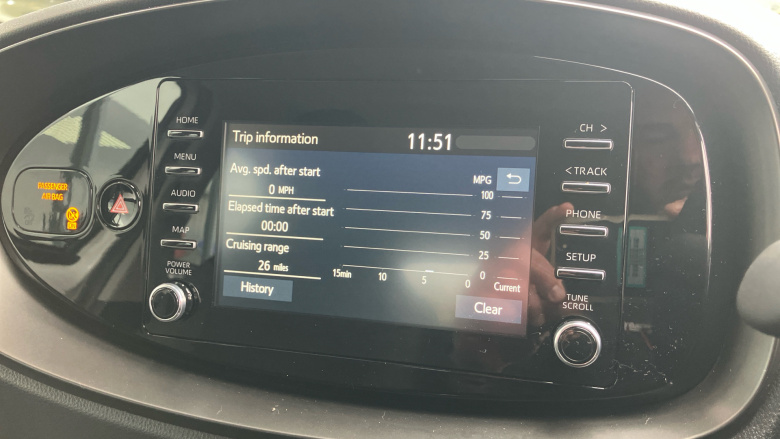 HOME
MENU
AUDIO
MAP
POWER
VOLUME
PASSENGER
AIRBAG
Trip information 11:51
Avg. spd. after start
0 MPH
Elapsed time after start
00:00
Cruising range
26 miles
History
MPG
100
75
50
25
0
15min 10 5 0 Current
Clear
CH >
< TRACK
PHONE
SETUP
TUNE
SCROLL